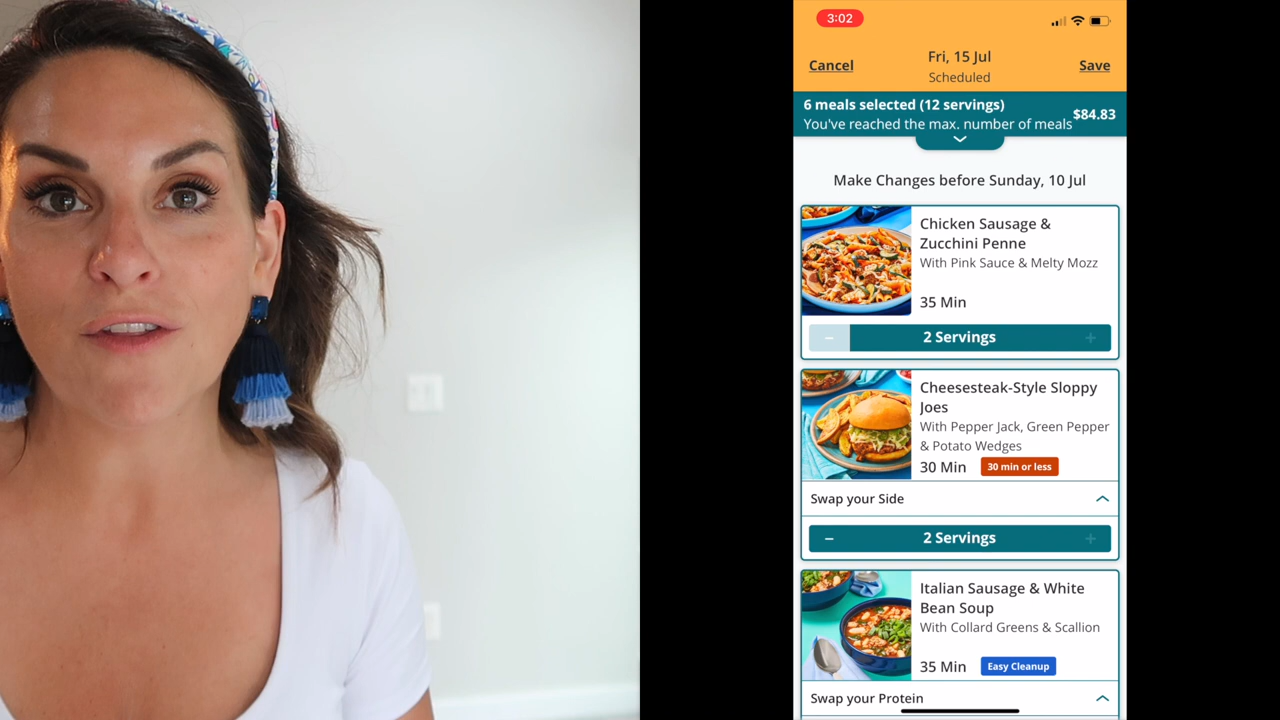 3:02
Cancel
Fri, 15 Jul
Scheduled
Save
6 meals selected (12 servings)
You've reached the max. number of meals
$84.83
Make Changes before Sunday, 10 Jul
Chicken Sausage &
Zucchini Penne
With Pink Sauce & Melty Mozz
35 Min
− 2 Servings +
Cheesesteak-Style Sloppy
Joes
With Pepper Jack, Green Pepper
& Potato Wedges
30 Min 30 min or less
Swap your Side
− 2 Servings +
Italian Sausage & White
Bean Soup
With Collard Greens & Scallion
35 Min Easy Cleanup
Swap your Protein